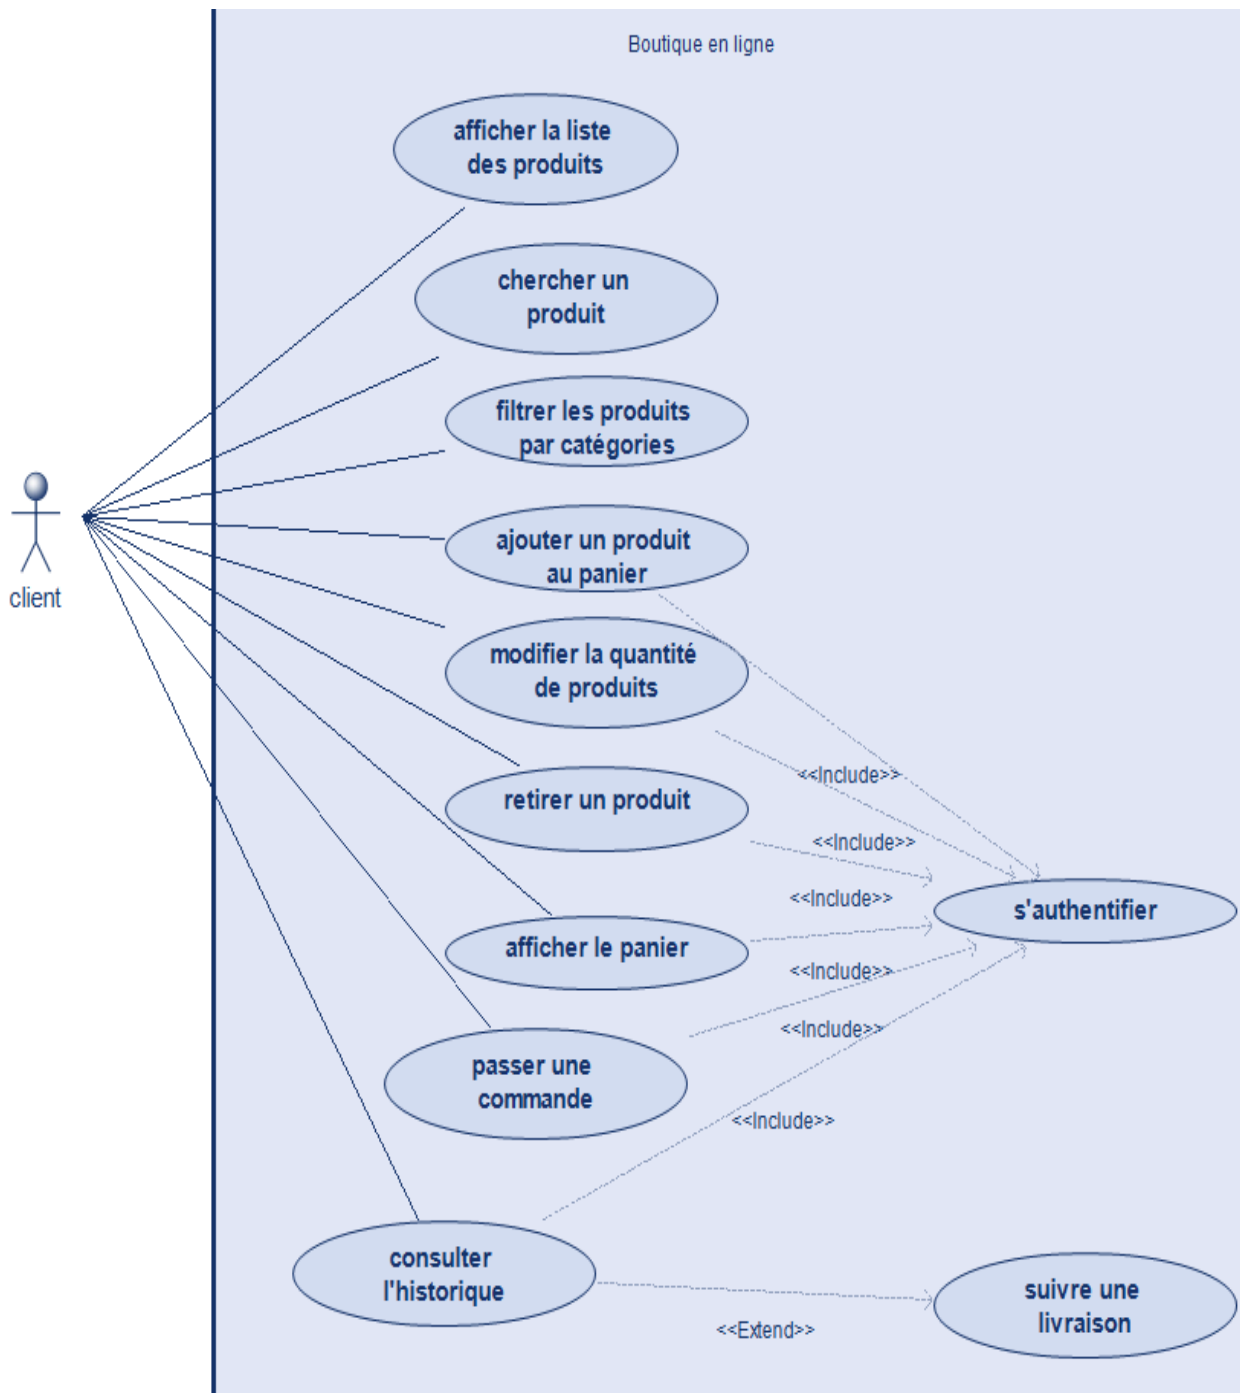 Boutique en ligne
afficher la liste
des produits
chercher un
produit
filtrer les produits
par catégories
client
ajouter un produit
au panier
modifier la quantité
de produits
<<Include>>
retirer un produit
<<Include>>
<<Include>>
s'authentifier
afficher le panier
<<Include>>
<<Include>>
passer une
commande
<<Include>>
consulter
l'historique
suivre une
livraison
<<Extend>>